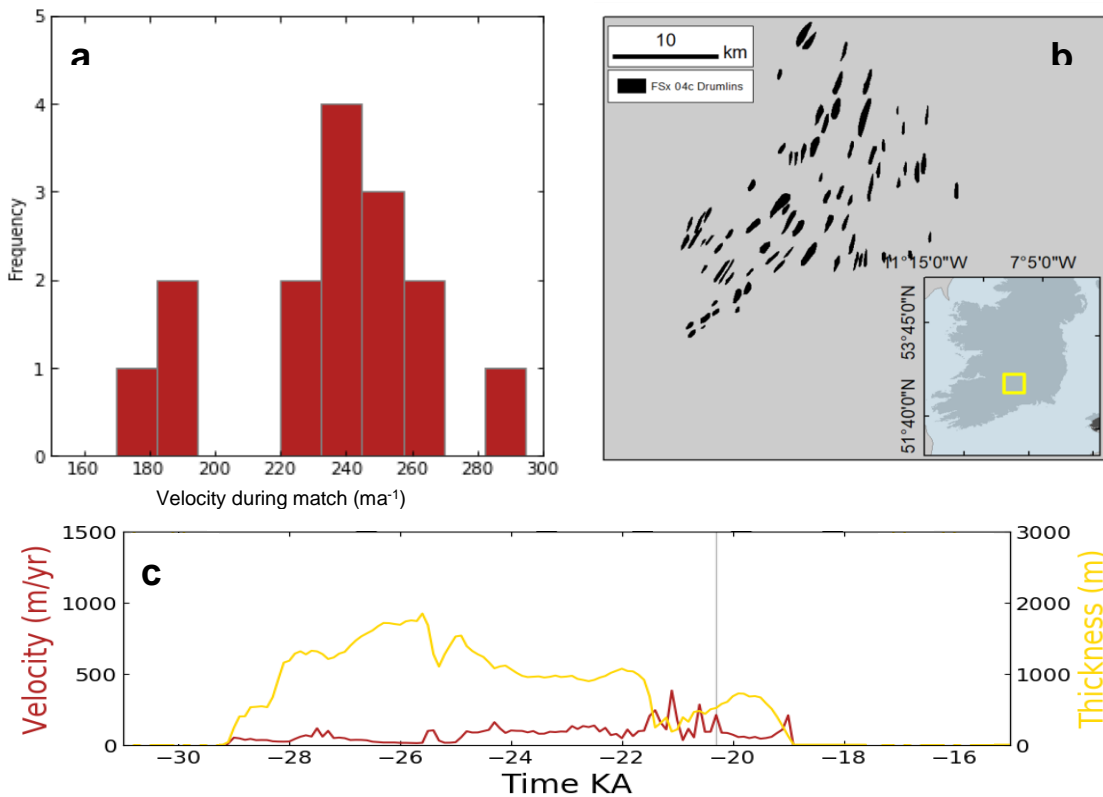 a
5
4
3
2
1
0
Frequency
160 180 200 220 240 260 280 300
Velocity during match (ma-1)
b
10
km
FSx 04c Drumlins
11°15'0"W 7°5'0"W
53°45'0"N
51°40'0"N
c
1500
1000
500
0
Velocity (m/yr)
3000
2000
1000
0
Thickness (m)
−30 −28 −26 −24 −22 −20 −18 −16
Time KA